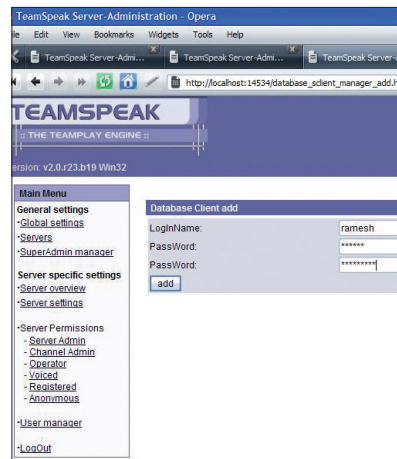 TeamSpeak Server-Administration - Opera
File Edit View Bookmarks Widgets Tools Help
TeamSpeak Server-Admi... TeamSpeak Server-Admi... TeamSpeak Server-
http://localhost:14534/database_sclient_manager_add.h
TEAMSPEAK
:: THE TEAMPLAY ENGINE ::
ersion: v2.0.r23.b19 Win32
Main Menu
General settings
·Global settings
·Servers
·SuperAdmin manager
Server specific settings
·Server overview
·Server settings
·Server Permissions
- Server Admin
- Channel Admin
- Operator
- Voiced
- Registered
- Anonymous
·User manager
·LogOut
Database Client add
LogInName: ramesh
PassWord: ******
PassWord: *********
add